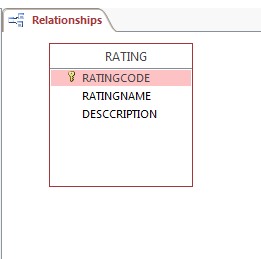 Relationships
RATING
RATINGCODE
RATINGNAME
DESCCRIPTION